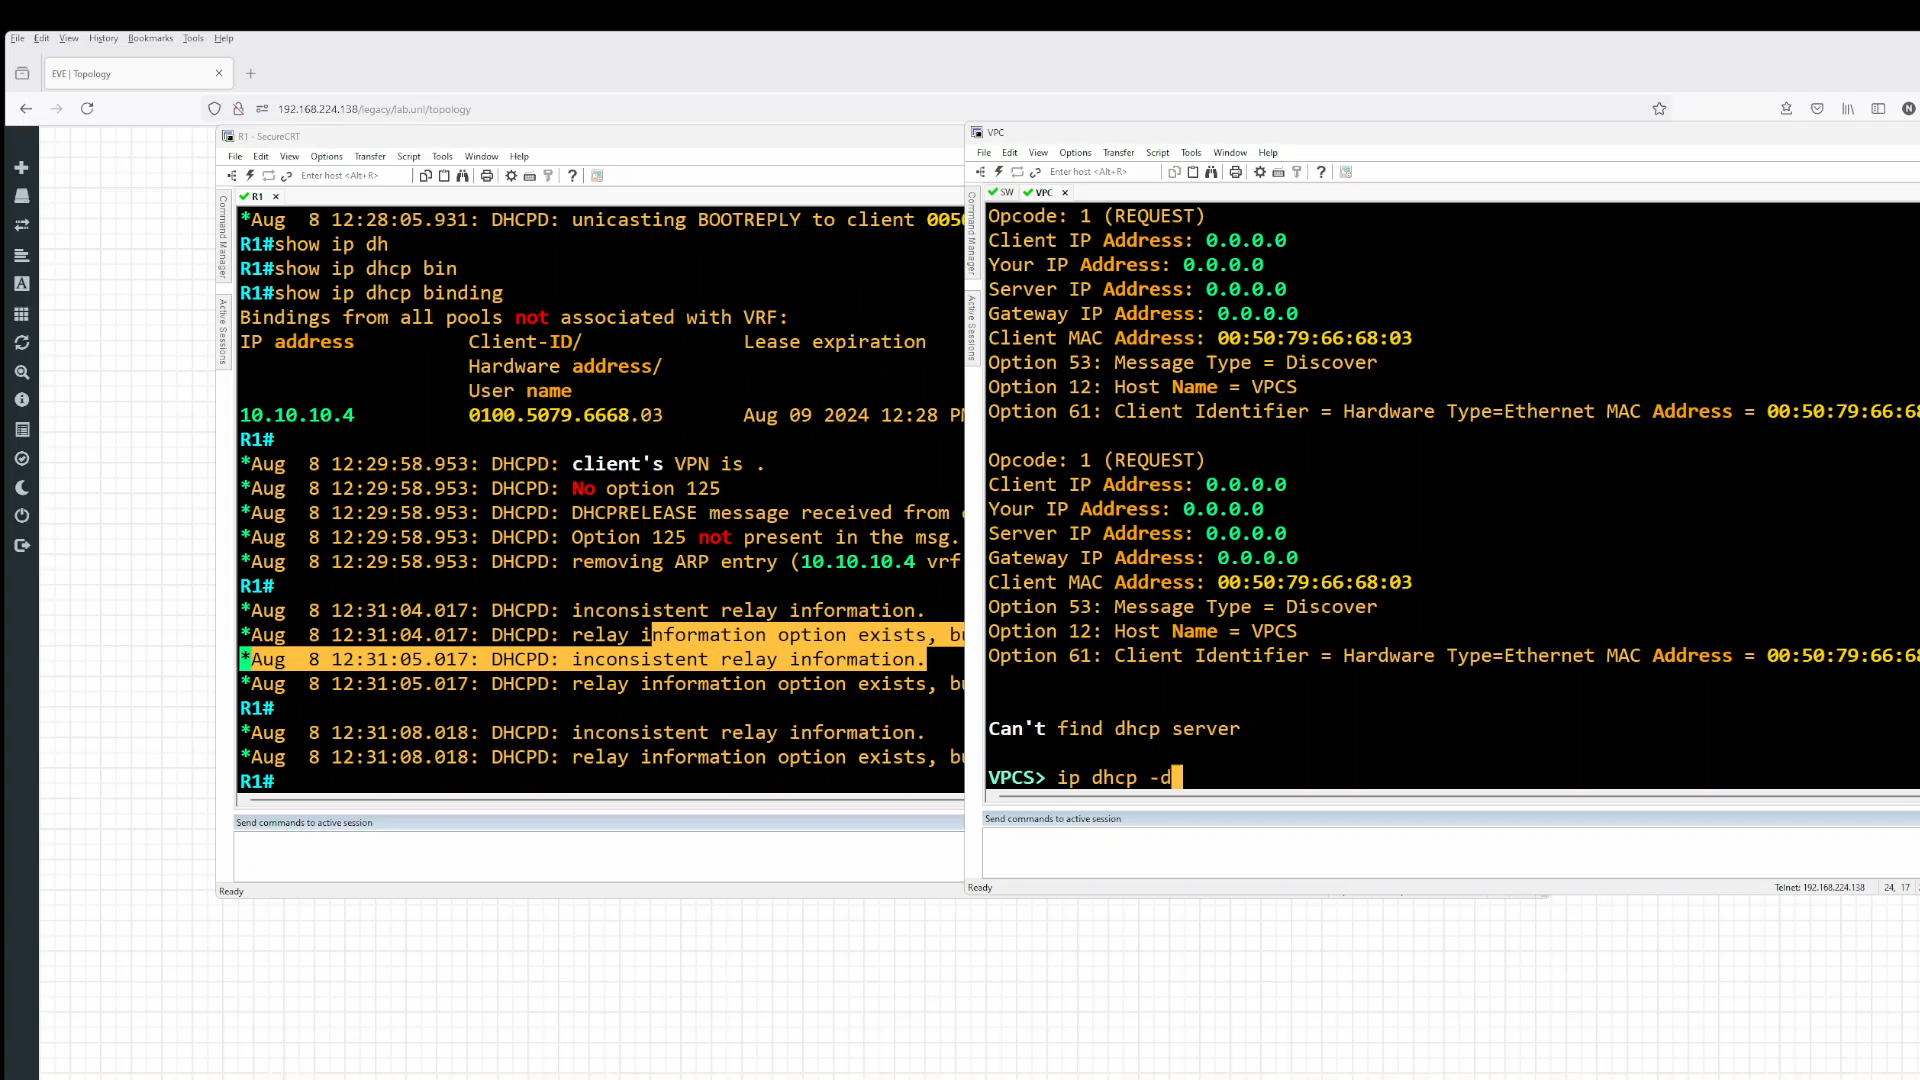 File Edit View History Bookmarks Tools Help
EVE | Topology
192.168.224.138/legacy/lab.unl/topology
R1 - SecureCRT
File Edit View Options Transfer Script Tools Window Help
Enter host <Alt+R>
R1
Command Manager
Active Sessions
*Aug  8 12:28:05.931: DHCPD: unicasting BOOTREPLY to client 005
R1#show ip dh
R1#show ip dhcp bin
R1#show ip dhcp binding
Bindings from all pools not associated with VRF:
IP address          Client-ID/              Lease expiration
Hardware address/
User name
10.10.10.4          0100.5079.6668.03       Aug 09 2024 12:28
R1#
*Aug  8 12:29:58.953: DHCPD: client's VPN is .
*Aug  8 12:29:58.953: DHCPD: No option 125
*Aug  8 12:29:58.953: DHCPD: DHCPRELEASE message received from
*Aug  8 12:29:58.953: DHCPD: Option 125 not present in the msg.
*Aug  8 12:29:58.953: DHCPD: removing ARP entry (10.10.10.4 vrf
R1#
*Aug  8 12:31:04.017: DHCPD: inconsistent relay information.
*Aug  8 12:31:04.017: DHCPD: relay information option exists,
*Aug  8 12:31:05.017: DHCPD: inconsistent relay information.
*Aug  8 12:31:05.017: DHCPD: relay information option exists,
R1#
*Aug  8 12:31:08.018: DHCPD: inconsistent relay information.
*Aug  8 12:31:08.018: DHCPD: relay information option exists,
R1#
Send commands to active session
Ready
VPC
File Edit View Options Transfer Script Tools Window Help
Enter host <Alt+R>
SW VPC
Command Manager
Active Sessions
Opcode: 1 (REQUEST)
Client IP Address: 0.0.0.0
Your IP Address: 0.0.0.0
Server IP Address: 0.0.0.0
Gateway IP Address: 0.0.0.0
Client MAC Address: 00:50:79:66:68:03
Option 53: Message Type = Discover
Option 12: Host Name = VPCS
Option 61: Client Identifier = Hardware Type=Ethernet MAC Address = 00:50:79:66:6
Opcode: 1 (REQUEST)
Client IP Address: 0.0.0.0
Your IP Address: 0.0.0.0
Server IP Address: 0.0.0.0
Gateway IP Address: 0.0.0.0
Client MAC Address: 00:50:79:66:68:03
Option 53: Message Type = Discover
Option 12: Host Name = VPCS
Option 61: Client Identifier = Hardware Type=Ethernet MAC Address = 00:50:79:66:6
Can't find dhcp server
VPCS> ip dhcp -d
Send commands to active session
Ready
Telnet: 192.168.224.138 24, 17